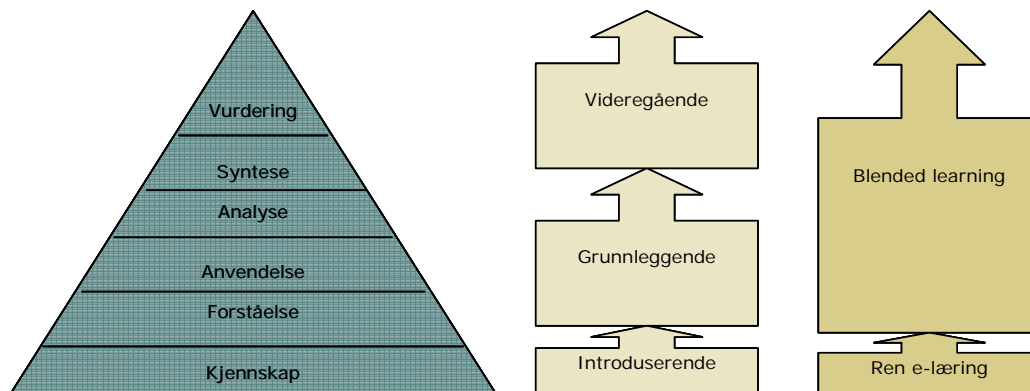 Vurdering
Syntese
Analyse
Anvendelse
Forståelse
Kjennskap
Videregående
Grunnleggende
Introduserende
Blended learning
Ren e-læring